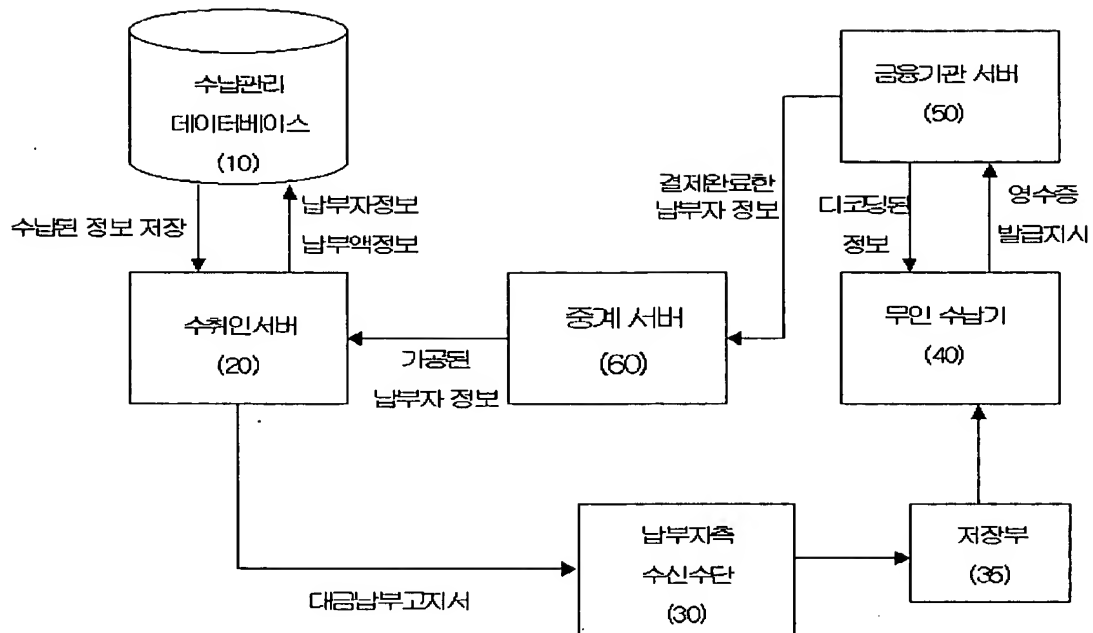 수납관리
데이터베이스
(10)
금융기관 서버
(50)
수납된 정보 저장
납부자정보
납부액정보
결제완료한
납부자 정보
디코딩된
정보
영수증
발급지시
수취인서버
(20)
중계 서버
(60)
무인 수납기
(40)
가공된
납부자 정보
납부자측
수신수단
(30)
저장부
(35)
대금납부고지서